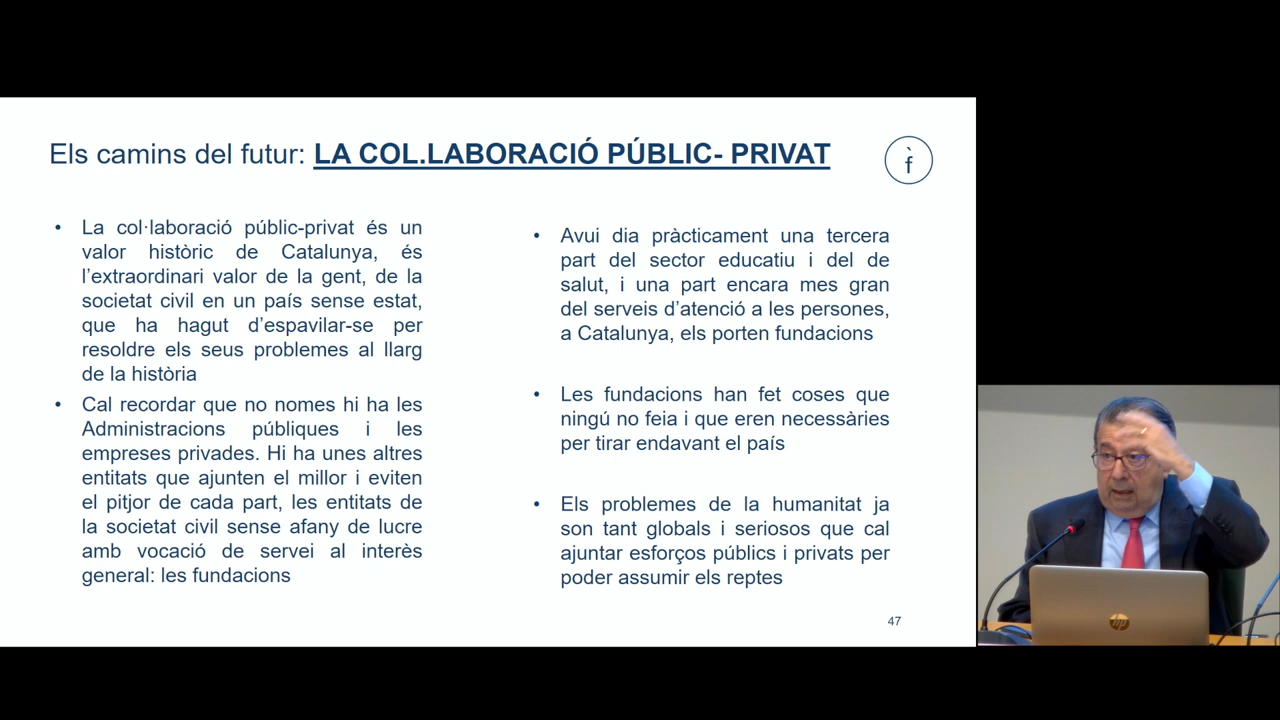 Els camins del futur: LA COL.LABORACIÓ PÚBLIC- PRIVAT
f̀
• La col·laboració públic-privat és un
valor històric de Catalunya, és
l’extraordinari valor de la gent, de la
societat civil en un país sense estat,
que ha hagut d’espavilar-se per
resoldre els seus problemes al llarg
de la història
• Cal recordar que no nomes hi ha les
Administracions públiques i les
empreses privades. Hi ha unes altres
entitats que ajunten el millor i eviten
el pitjor de cada part, les entitats de
la societat civil sense afany de lucre
amb vocació de servei al interès
general: les fundacions
• Avui dia pràcticament una tercera
part del sector educatiu i del de
salut, i una part encara mes gran
del serveis d’atenció a les persones,
a Catalunya, els porten fundacions
• Les fundacions han fet coses que
ningú no feia i que eren necessàries
per tirar endavant el país
• Els problemes de la humanitat ja
son tant globals i seriosos que cal
ajuntar esforços públics i privats per
poder assumir els reptes
47
hp